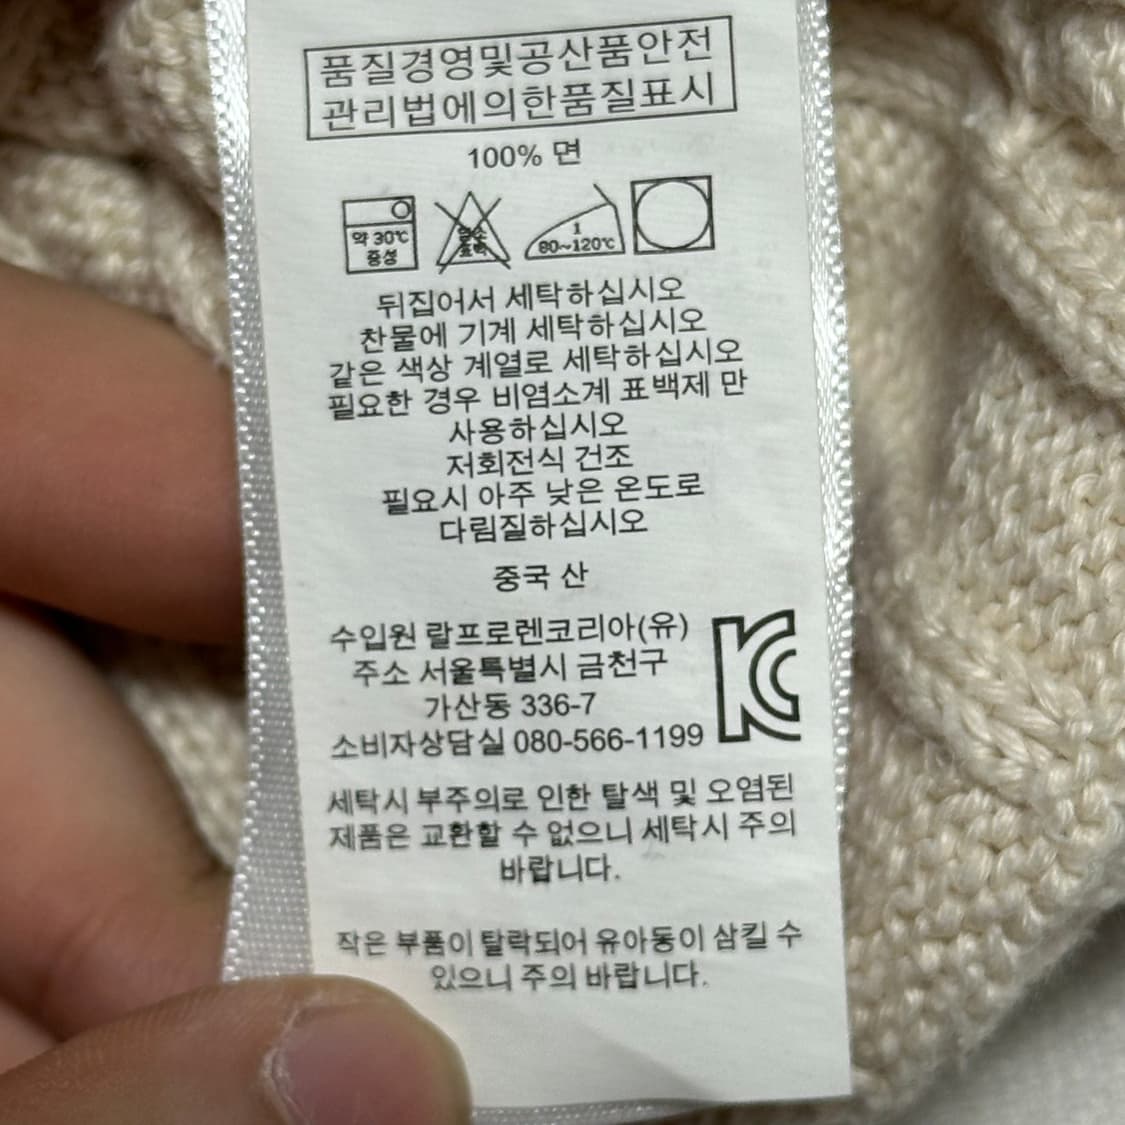 품질경영및공산품안전
관리법에의한품질표시
100% 면
약 30℃
중성
염소
표백
1
80~120℃
뒤집어서 세탁하십시오
찬물에 기계 세탁하십시오
같은 색상 계열로 세탁하십시오
필요한 경우 비염소계 표백제 만
사용하십시오
저회전식 건조
필요시 아주 낮은 온도로
다림질하십시오
중국 산
수입원 랄프로렌코리아(유)
주소 서울특별시 금천구
가산동 336-7
소비자상담실 080-566-1199
세탁시 부주의로 인한 탈색 및 오염된
제품은 교환할 수 없으니 세탁시 주의
바랍니다.
작은 부품이 탈락되어 유아동이 삼킬 수
있으니 주의 바랍니다.